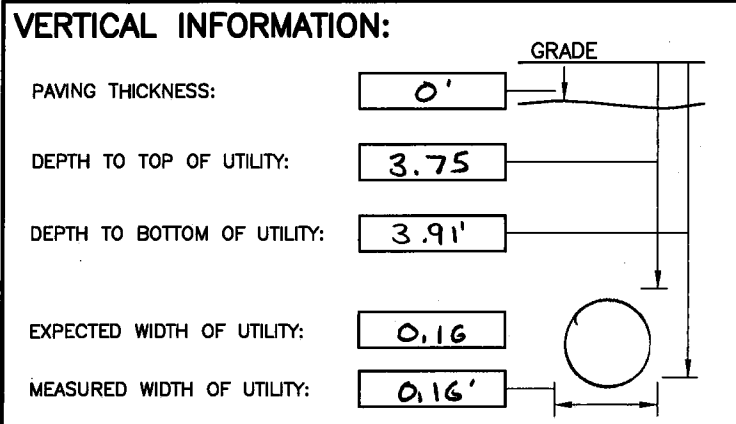 VERTICAL INFORMATION:
GRADE
PAVING THICKNESS: 0'
DEPTH TO TOP OF UTILITY: 3.75
DEPTH TO BOTTOM OF UTILITY: 3.91'
EXPECTED WIDTH OF UTILITY: 0.16
MEASURED WIDTH OF UTILITY: 0.16'